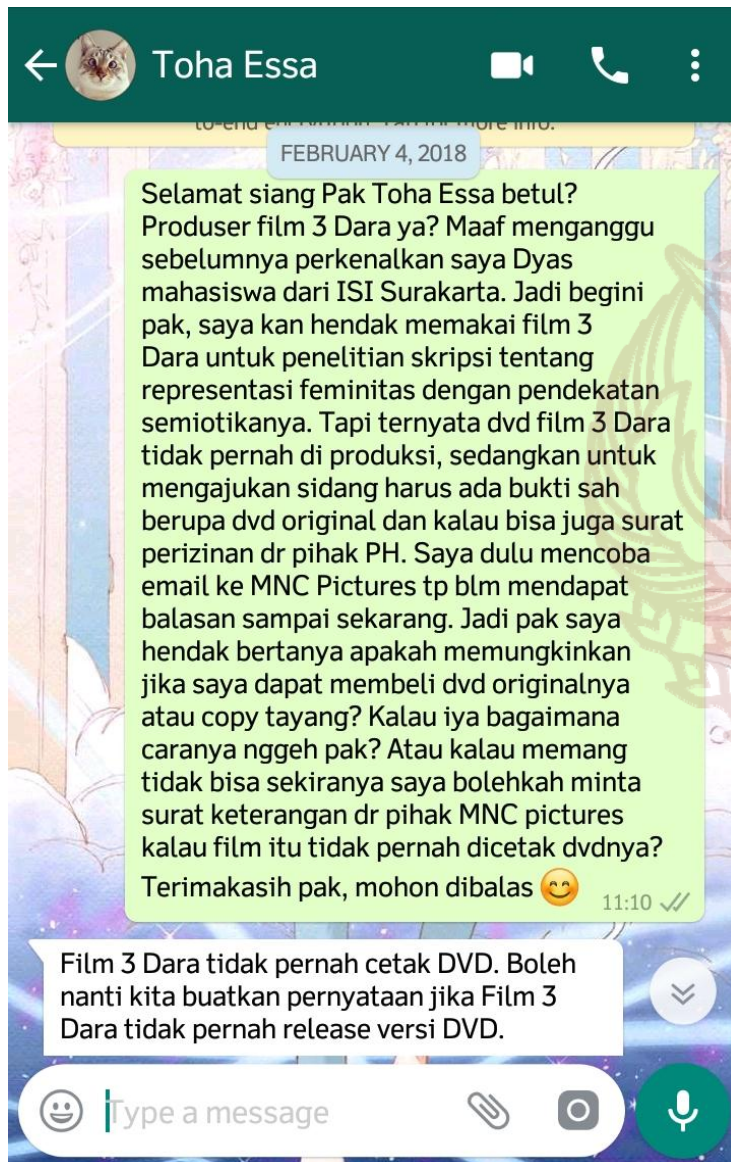 Toha Essa
FEBRUARY 4, 2018
Selamat siang Pak Toha Essa betul?
Produser film 3 Dara ya? Maaf menganggu
sebelumnya perkenalkan saya Dyas
mahasiswa dari ISI Surakarta. Jadi begini
pak, saya kan hendak memakai film 3
Dara untuk penelitian skripsi tentang
representasi feminitas dengan pendekatan
semiotikanya. Tapi ternyata dvd film 3 Dara
tidak pernah di produksi, sedangkan untuk
mengajukan sidang harus ada bukti sah
berupa dvd original dan kalau bisa juga surat
perizinan dr pihak PH. Saya dulu mencoba
email ke MNC Pictures tp blm mendapat
balasan sampai sekarang. Jadi pak saya
hendak bertanya apakah memungkinkan
jika saya dapat membeli dvd originalnya
atau copy tayang? Kalau iya bagaimana
caranya nggeh pak? Atau kalau memang
tidak bisa sekiranya saya bolehkah minta
surat keterangan dr pihak MNC pictures
kalau film itu tidak pernah dicetak dvdnya?
Terimakasih pak, mohon dibalas 😊
11:10
Film 3 Dara tidak pernah cetak DVD. Boleh
nanti kita buatkan pernyataan jika Film 3
Dara tidak pernah release versi DVD.
Type a message